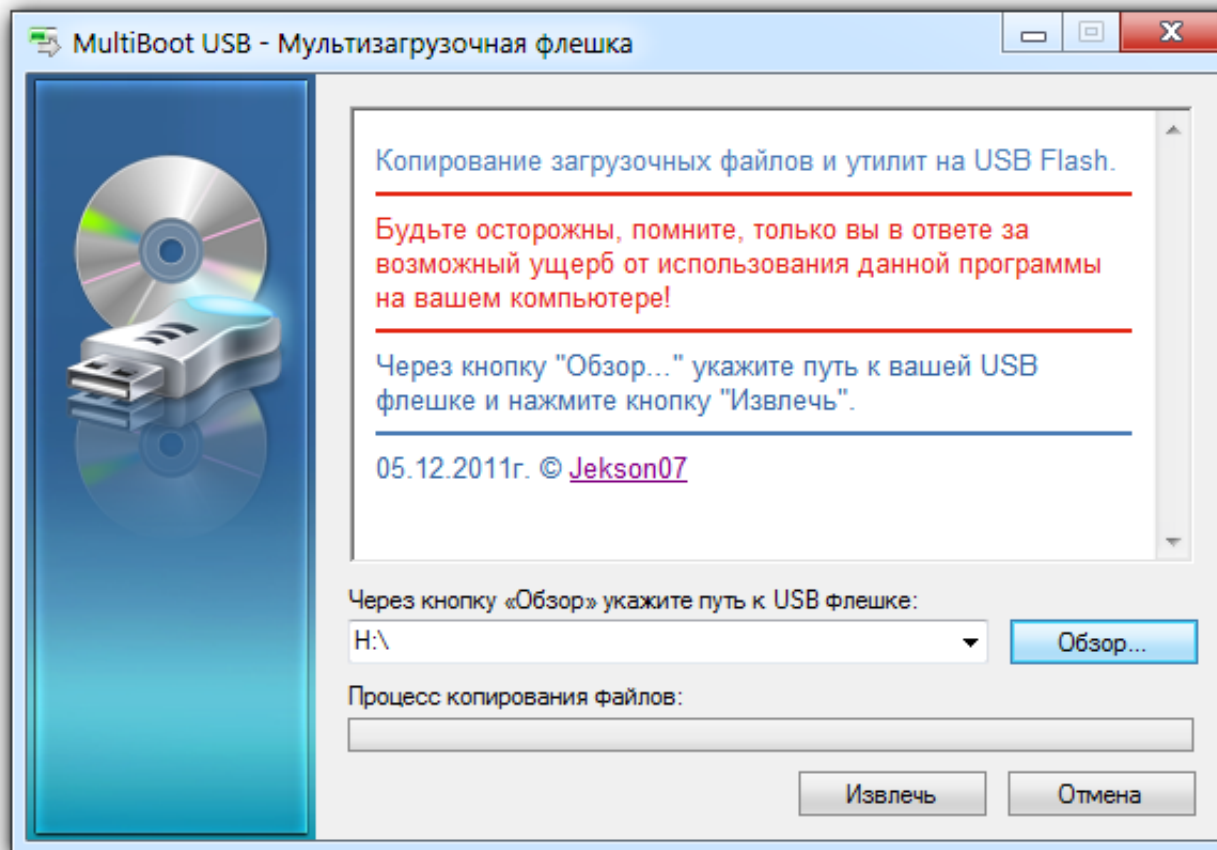 MultiBoot USB - Мультизагрузочная флешка
Копирование загрузочных файлов и утилит на USB Flash.
Будьте осторожны, помните, только вы в ответе за
возможный ущерб от использования данной программы
на вашем компьютере!
Через кнопку "Обзор..." укажите путь к вашей USB
флешке и нажмите кнопку "Извлечь".
05.12.2011г. © Jekson07
Через кнопку «Обзор» укажите путь к USB флешке:
H:\
Обзор...
Процесс копирования файлов:
Извлечь
Отмена